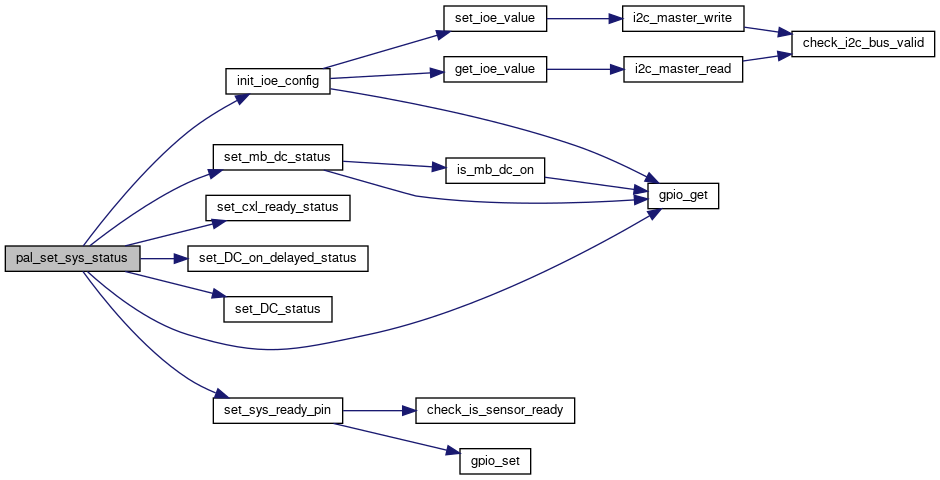 set_ioe_value
i2c_master_write
check_i2c_bus_valid
init_ioe_config
get_ioe_value
i2c_master_read
set_mb_dc_status
is_mb_dc_on
gpio_get
set_cxl_ready_status
pal_set_sys_status
set_DC_on_delayed_status
set_DC_status
set_sys_ready_pin
check_is_sensor_ready
gpio_set